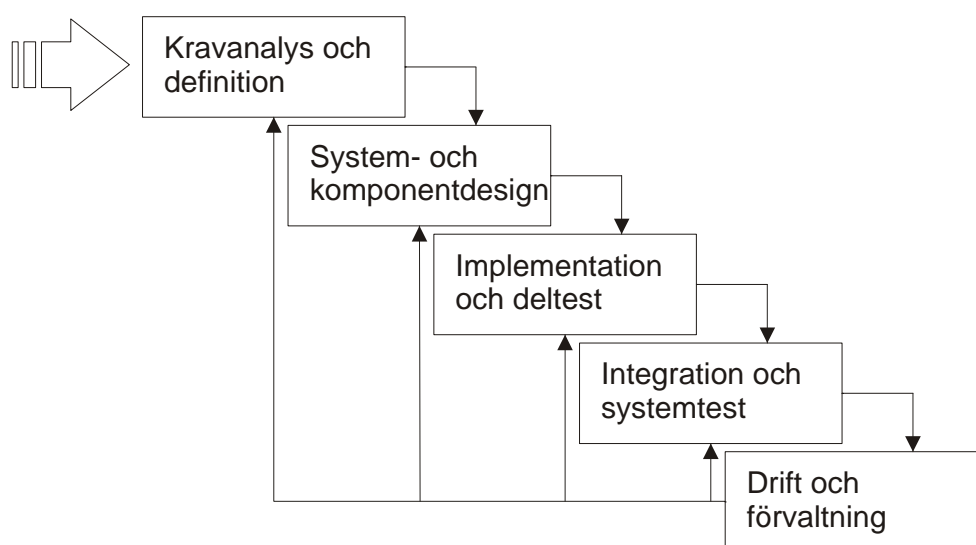 Kravanalys och
definition
System- och
komponentdesign
Implementation
och deltest
Integration och
systemtest
Drift och
förvaltning